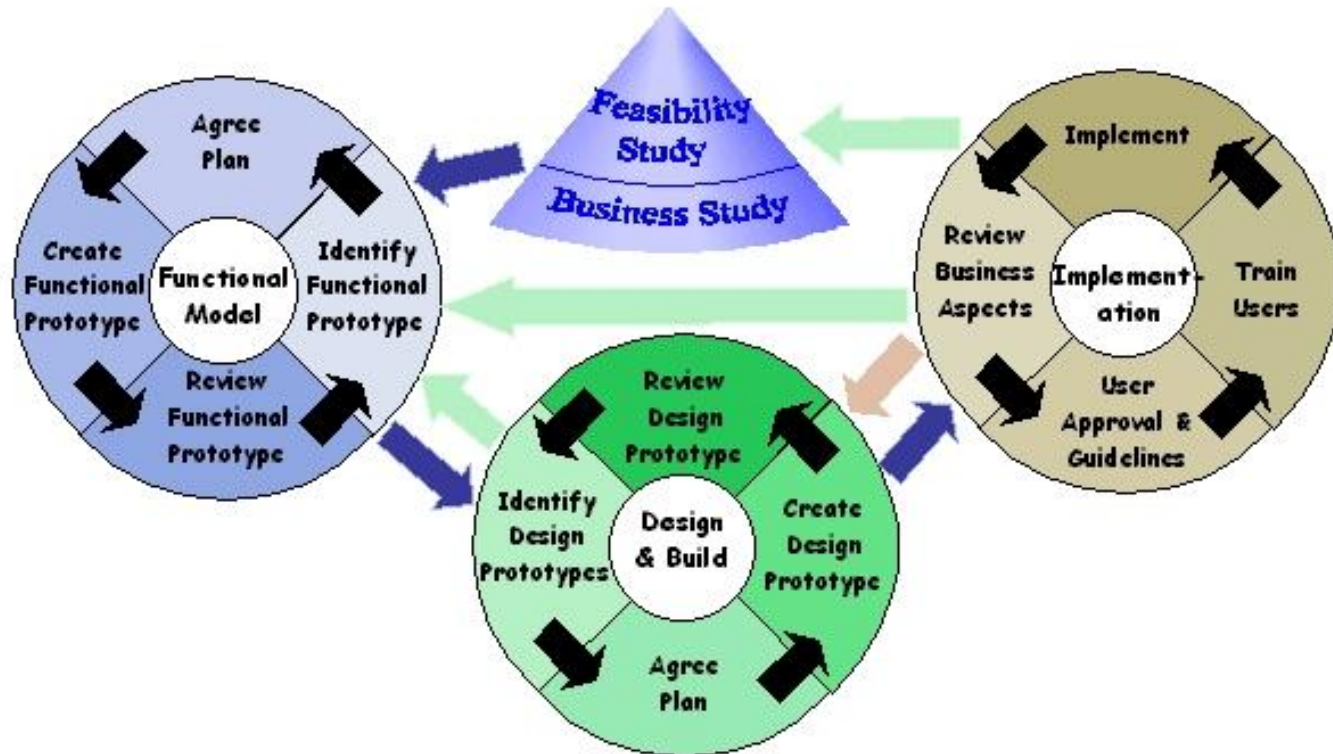 Feasibility
Study
Business Study
Agree
Plan
Create
Functional
Prototype
Functional
Model
Identify
Functional
Prototype
Review
Functional
Prototype
Review
Design
Prototype
Identify
Design
Prototypes
Design
& Build
Create
Design
Prototype
Agree
Plan
Implement
Review
Business
Aspects
Implement-
ation
Train
Users
User
Approval &
Guidelines